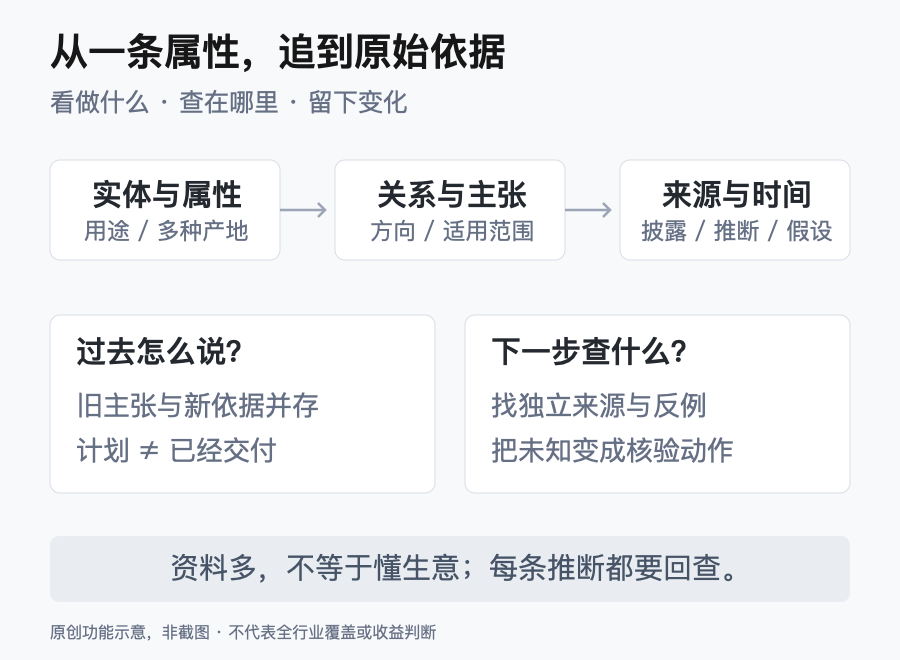 从一条属性，追到原始依据
看做什么 · 查在哪里 · 留下变化
实体与属性
用途 / 多种产地
关系与主张
方向 / 适用范围
来源与时间
披露 / 推断 / 假设
过去怎么说？
旧主张与新依据并存
计划 ≠ 已经交付
下一步查什么？
找独立来源与反例
把未知变成核验动作
资料多，不等于懂生意；每条推断都要回查。
原创功能示意，非截图 · 不代表全行业覆盖或收益判断